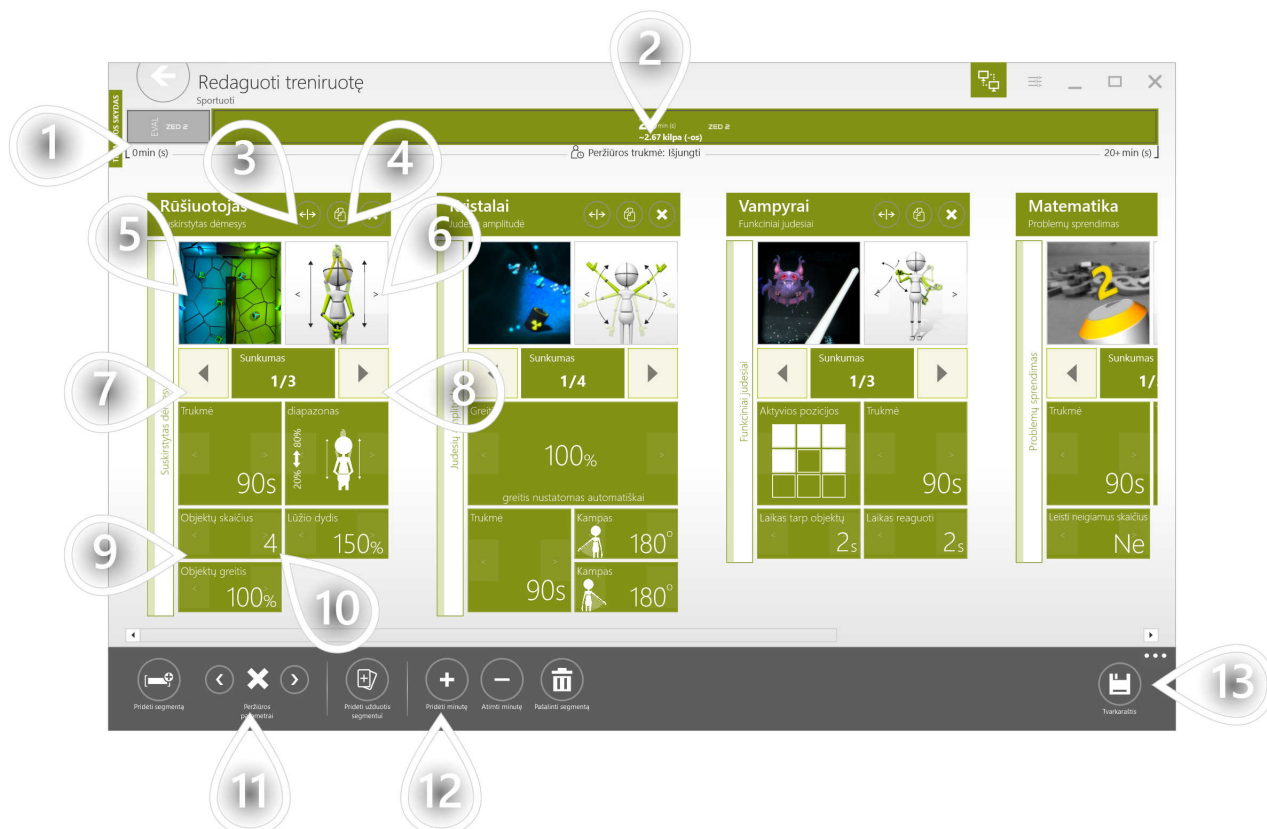 2
Redaguoti treniruotę
Sportuoti
EVAL
ZED 2
min (s)
~2.67 kilpa (-os)
ZED 2
1
0min (s)
Peržiūros trukmė: Išjungti
20+ min (s)
3
4
Rūšiuotojas
dėmesys
Judesių amplitudė
Vampyrai
Funkciniai judesiai
Matematika
Problemų sprendimas
5
6
Sunkumas
1/3
Sunkumas
1/4
Sunkumas
1/3
Sunkumas
7
8
Funkciniai judesiai
Problemų sprendimas
Trukmė
90s
diapazonas
20% 80%
100%
greitis nustatomas automatiškai
Aktyvios pozicijos
Trukmė
90s
Trukmė
90s
9
Objektų skaičius
4
Lūžio dydis
150%
Trukmė
90s
Kampas
180°
Kampas
180°
Laikas tarp objektų
2s
Laikas reaguoti
2s
Leisti neigiamus skaičius
Ne
Objektų greitis
100%
10
Pridėti segmentą
Peržiūros
Pridėti užduotis
segmentui
Pridėti minutę
Atimti minutę
Pašalinti segmentą
Tvarkaraštis
13
11
12